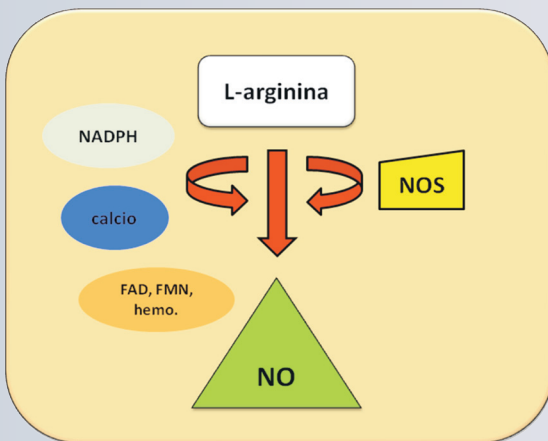 L-arginina
NADPH
NOS
calcio
FAD, FMN,
hemo.
NO